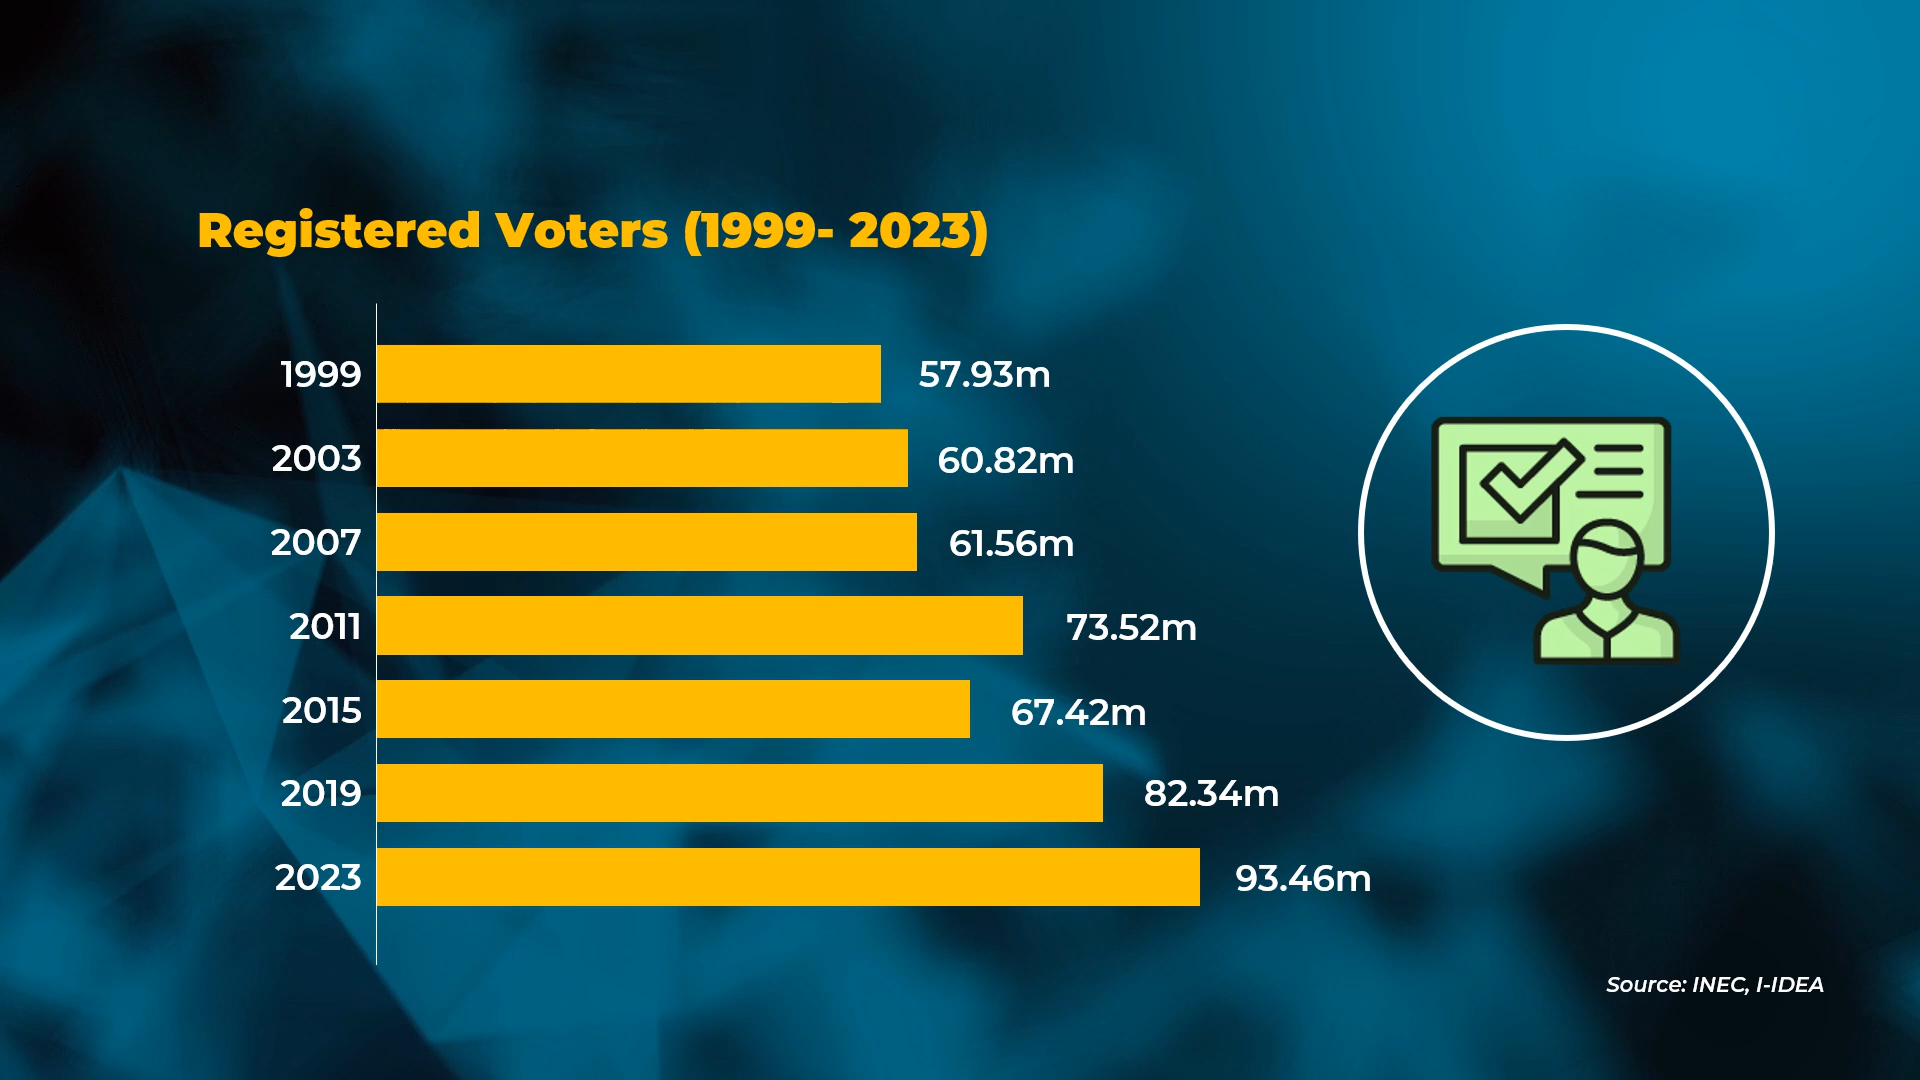 Registered Voters (1999- 2023)
1999 57.93m
2003 60.82m
2007 61.56m
2011 73.52m
2015 67.42m
2019 82.34m
2023 93.46m
Source: INEC, I-IDEA